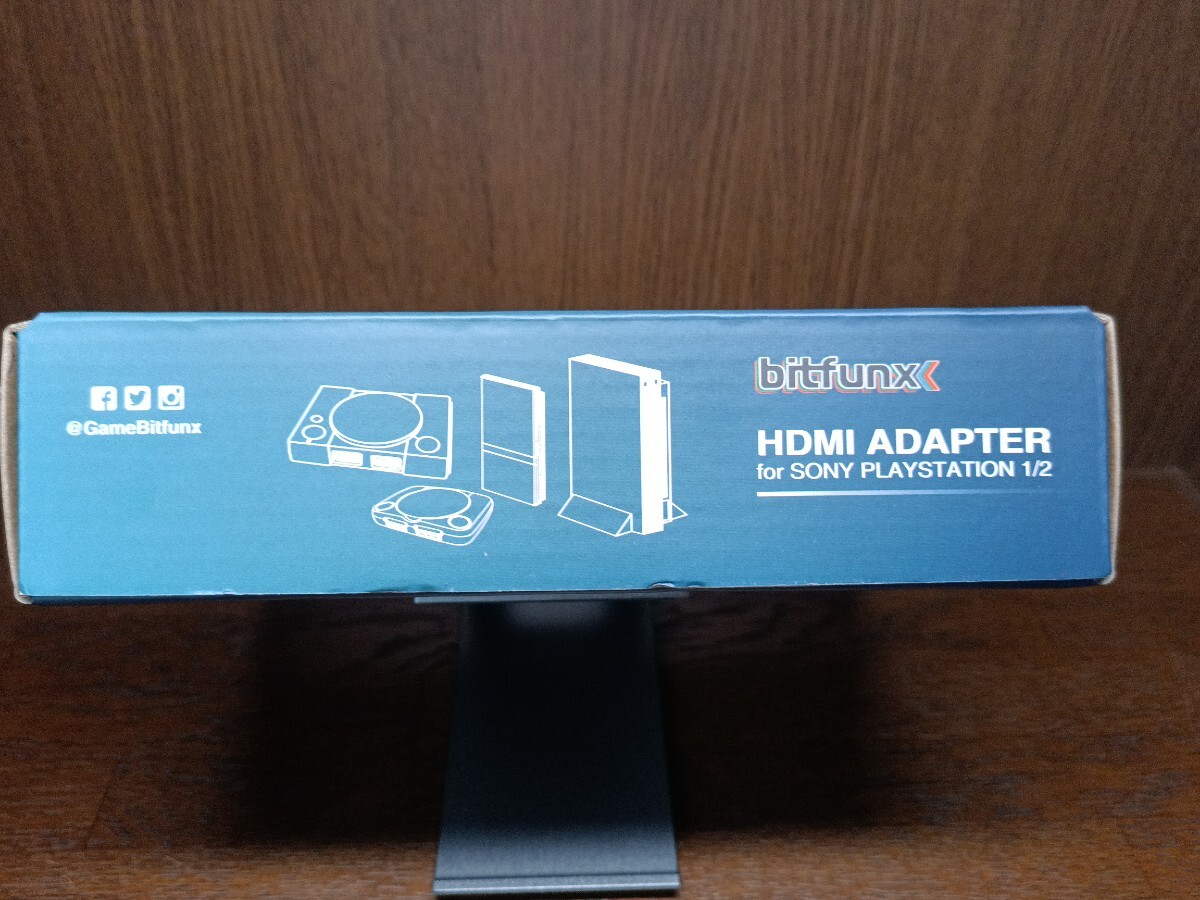 @GameBitfunx
bitfunx
HDMI ADAPTER
for SONY PLAYSTATION 1/2